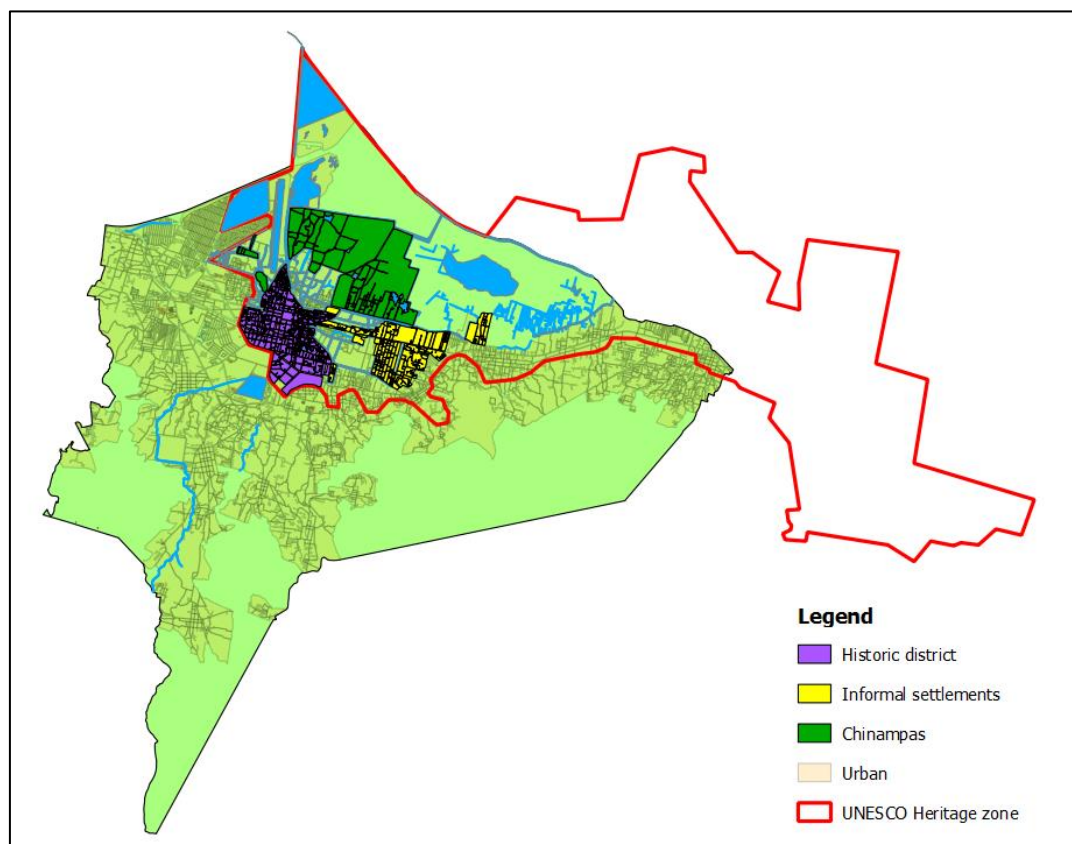 Legend
Historic district
Informal settlements
Chinampas
Urban
UNESCO Heritage zone